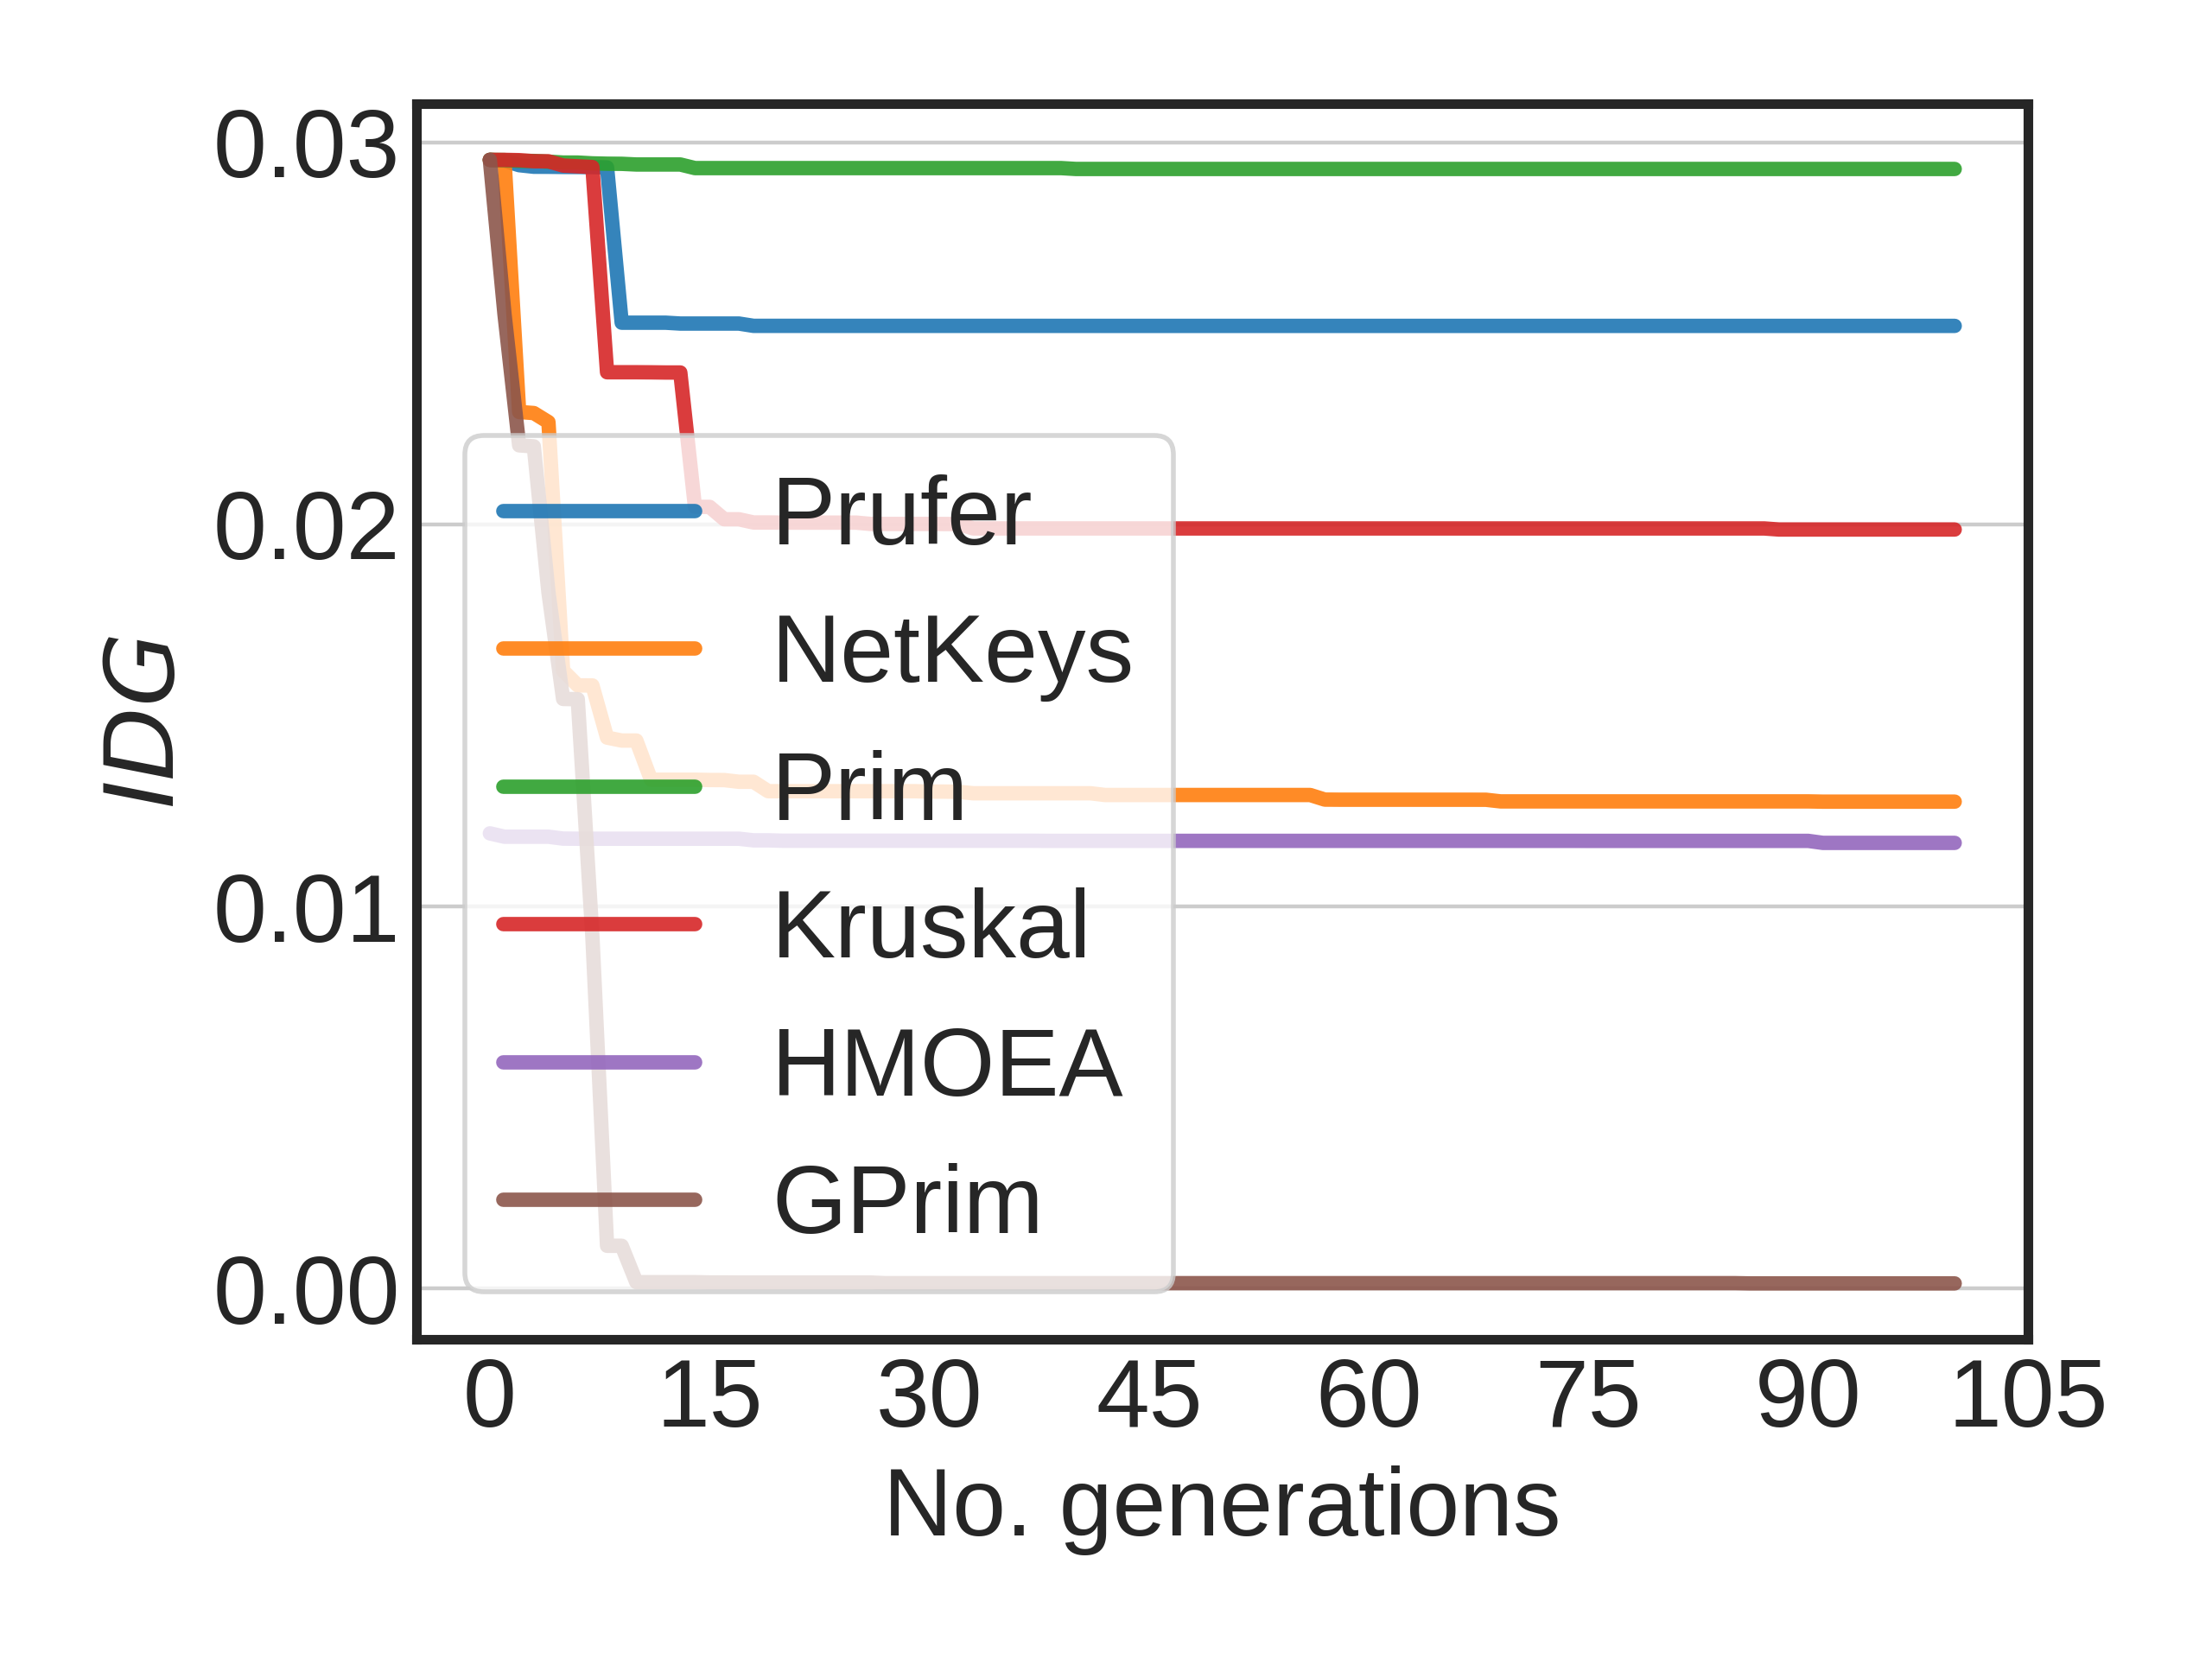 0.03
0.02
0.01
0.00
IDG
Prufer
NetKeys
Prim
Kruskal
HMOEA
GPrim
0 15 30 45 60 75 90 105
No. generations